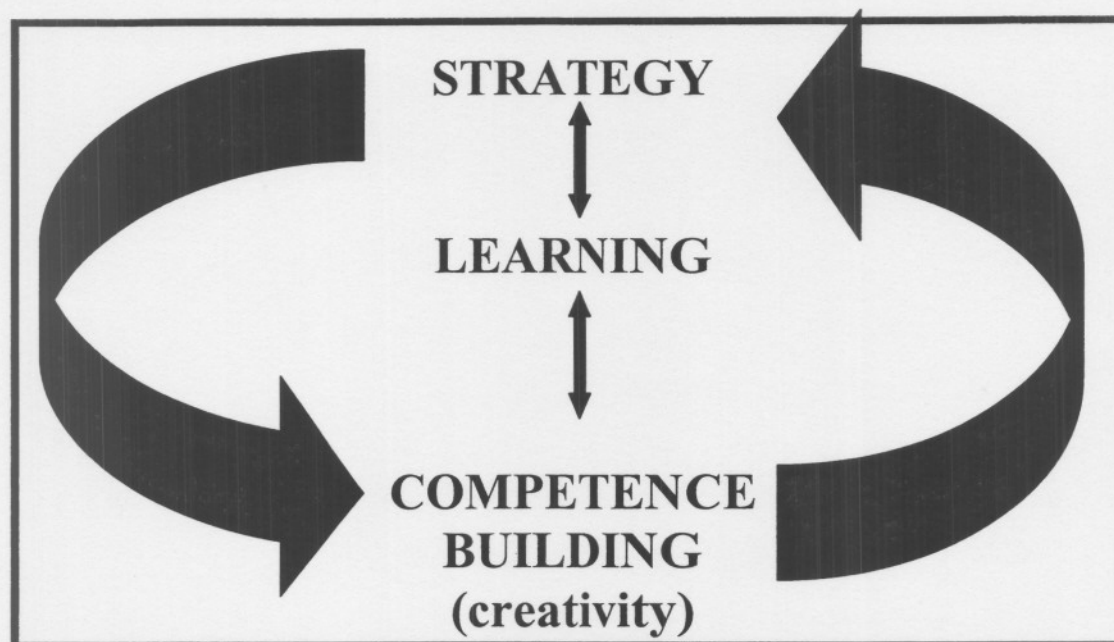 STRATEGY
LEARNING
COMPETENCE
BUILDING
(creativity)